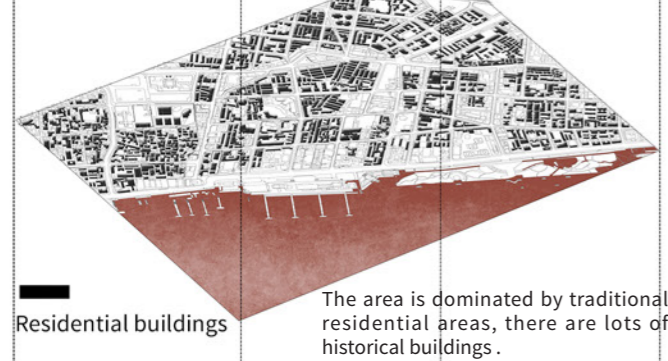 Residential buildings
The area is dominated by traditional
residential areas, there are lots of
historical buildings .